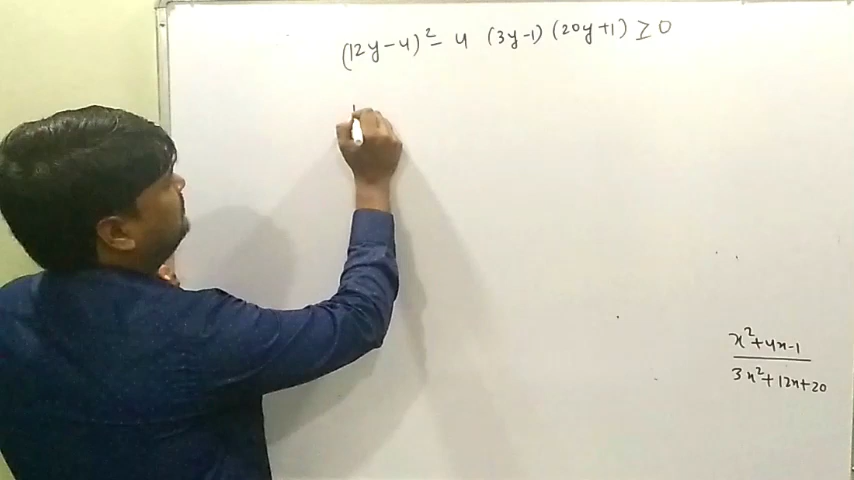 (12y-4)² - 4 (3y-1) (20y+1) ≥ 0
x²+4x-1
3x²+12x+20